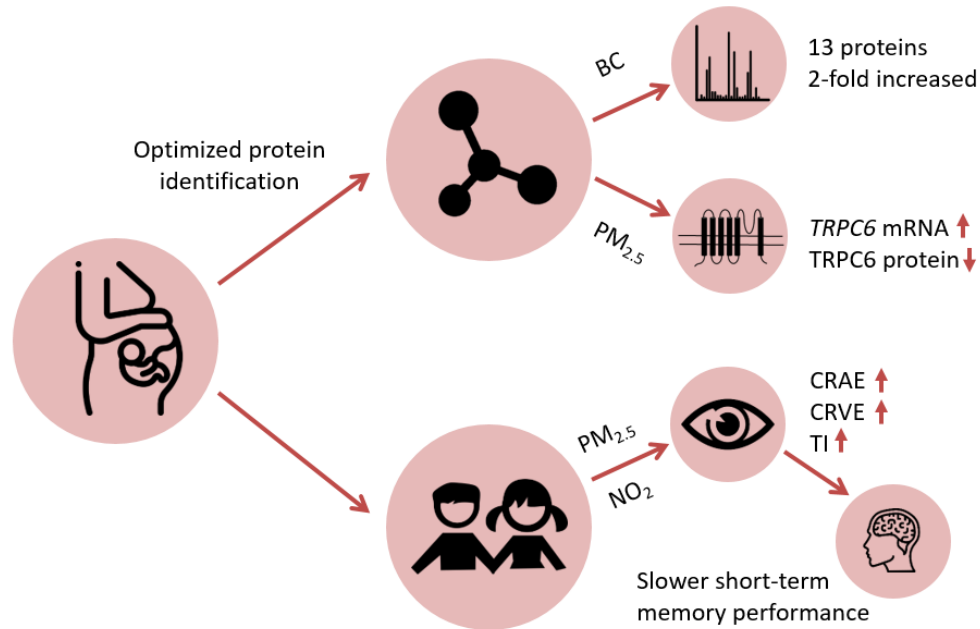 BC
13 proteins
2-fold increased
Optimized protein
identification
PM2.5
TRPC6 mRNA
TRPC6 protein
CRAE
CRVE
TI
PM2.5
NO2
Slower short-term
memory performance